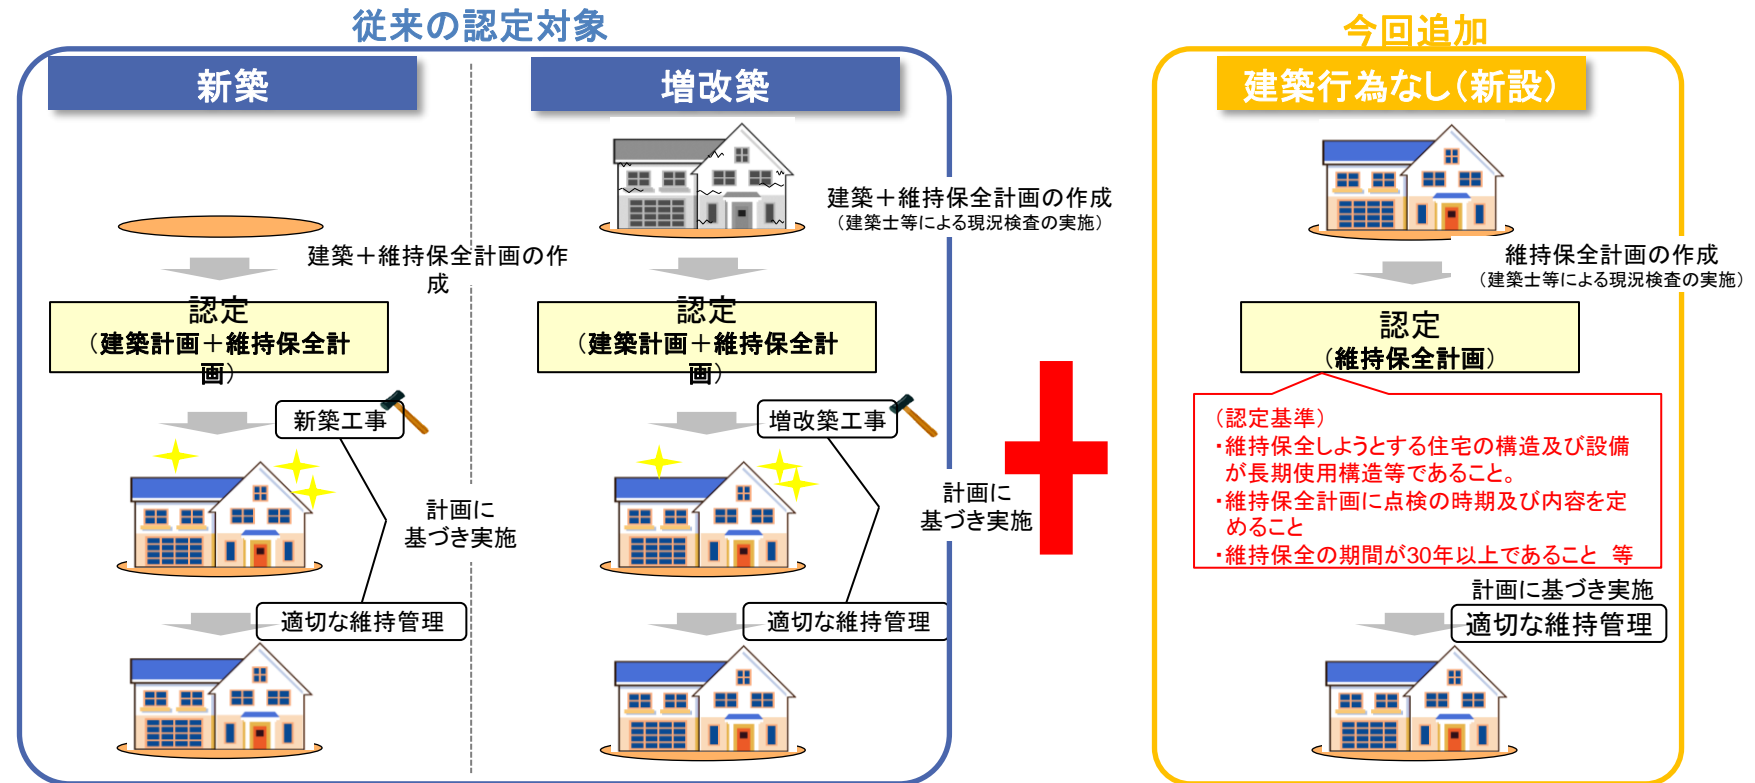 従来の認定対象
新築
建築＋維持保全計画の作
成
認定
（建築計画＋維持保全計
画）
新築工事
計画に
基づき実施
適切な維持管理
増改築
建築＋維持保全計画の作成
（建築士等による現況検査の実施）
認定
（建築計画＋維持保全計
画）
増改築工事
計画に
基づき実施
適切な維持管理
今回追加
建築行為なし（新設）
維持保全計画の作成
（建築士等による現況検査の実施）
認定
（維持保全計画）
（認定基準）
・維持保全しようとする住宅の構造及び設備
が長期使用構造等であること。
・維持保全計画に点検の時期及び内容を定
めること
・維持保全の期間が30年以上であること 等
計画に基づき実施
適切な維持管理